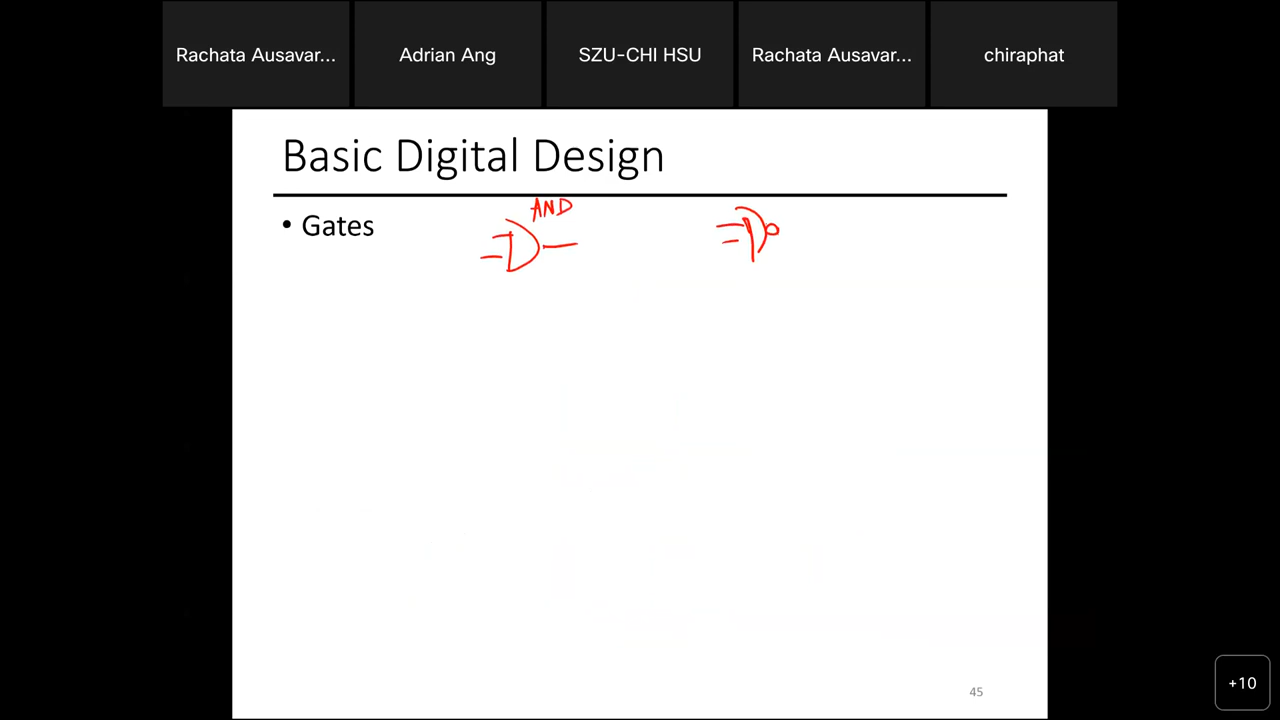 Rachata Ausavar... Adrian Ang SZU-CHI HSU Rachata Ausavar... chiraphat
Basic Digital Design
• Gates
AND
45
+10